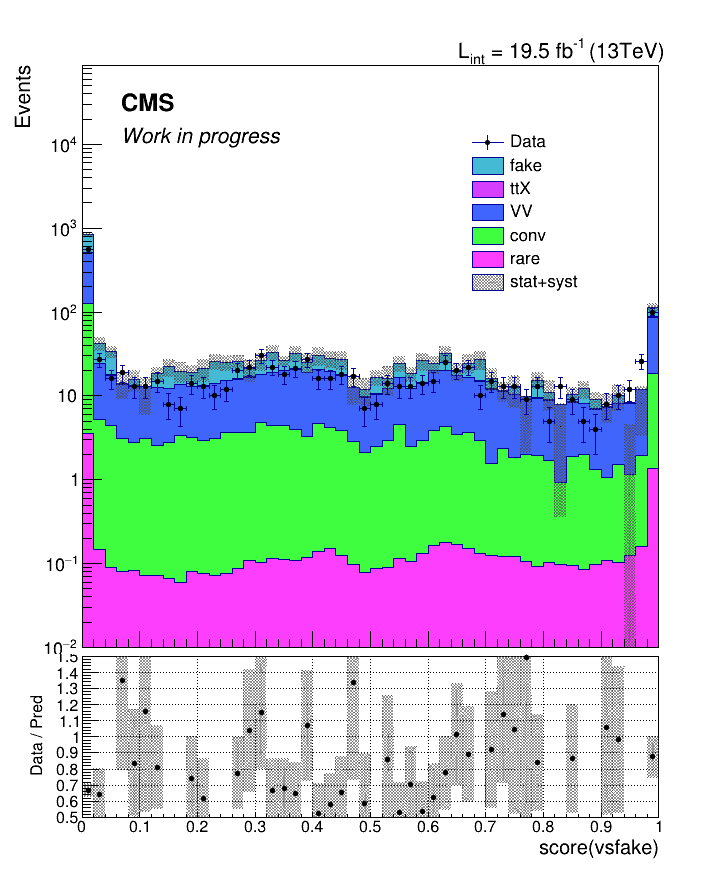 L_int = 19.5 fb^-1 (13TeV)
Events
CMS
Work in progress
Data
fake
ttX
VV
conv
rare
stat+syst
10^4
10^3
10^2
10
1
10^−1
10^−2
Data / Pred
1.5
1.4
1.3
1.2
1.1
1
0.9
0.8
0.7
0.6
0.5
0 0.1 0.2 0.3 0.4 0.5 0.6 0.7 0.8 0.9 1
score(vsfake)